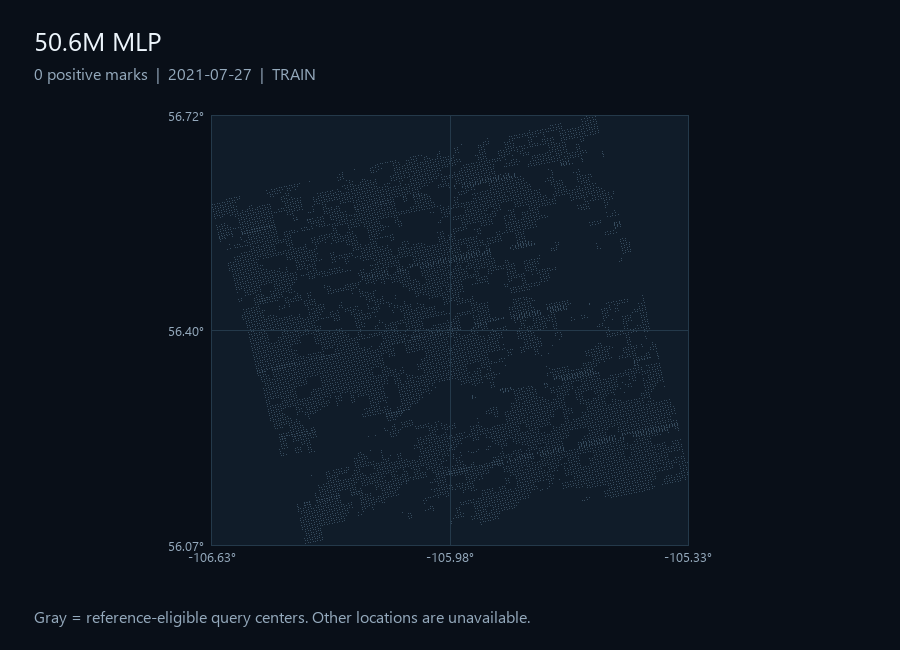 50.6M MLP
0 positive marks | 2021-07-27 | TRAIN
56.72°
56.40°
56.07°
-106.63° -105.98° -105.33°
Gray = reference-eligible query centers. Other locations are unavailable.